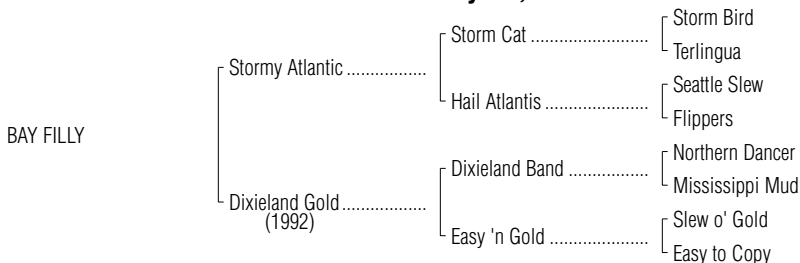 Storm Bird
Storm Cat .........................
Terlingua
Stormy Atlantic .................
Seattle Slew
Hail Atlantis ......................
Flippers
BAY FILLY
Northern Dancer
Dixieland Band .................
Mississippi Mud
Dixieland Gold ..................
(1992)
Slew o' Gold
Easy 'n Gold .....................
Easy to Copy